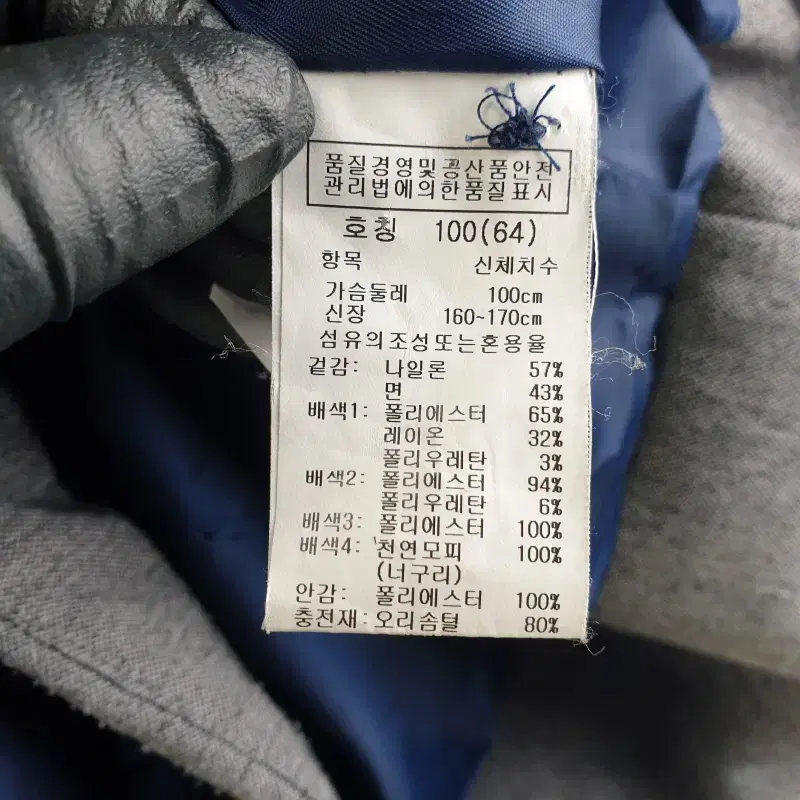 품질경영및공산품안전
관리법에의한품질표시
호칭 100(64)
항목 신체치수
가슴둘레 100cm
신장 160~170cm
섬유의조성또는혼용율
겉감: 나일론 57%
면 43%
배색1: 폴리에스터 65%
레이온 32%
폴리우레탄 3%
배색2: 폴리에스터 94%
폴리우레탄 6%
배색3: 폴리에스터 100%
배색4: 천연모피 100%
(너구리)
안감: 폴리에스터 100%
충전재: 오리솜털 80%